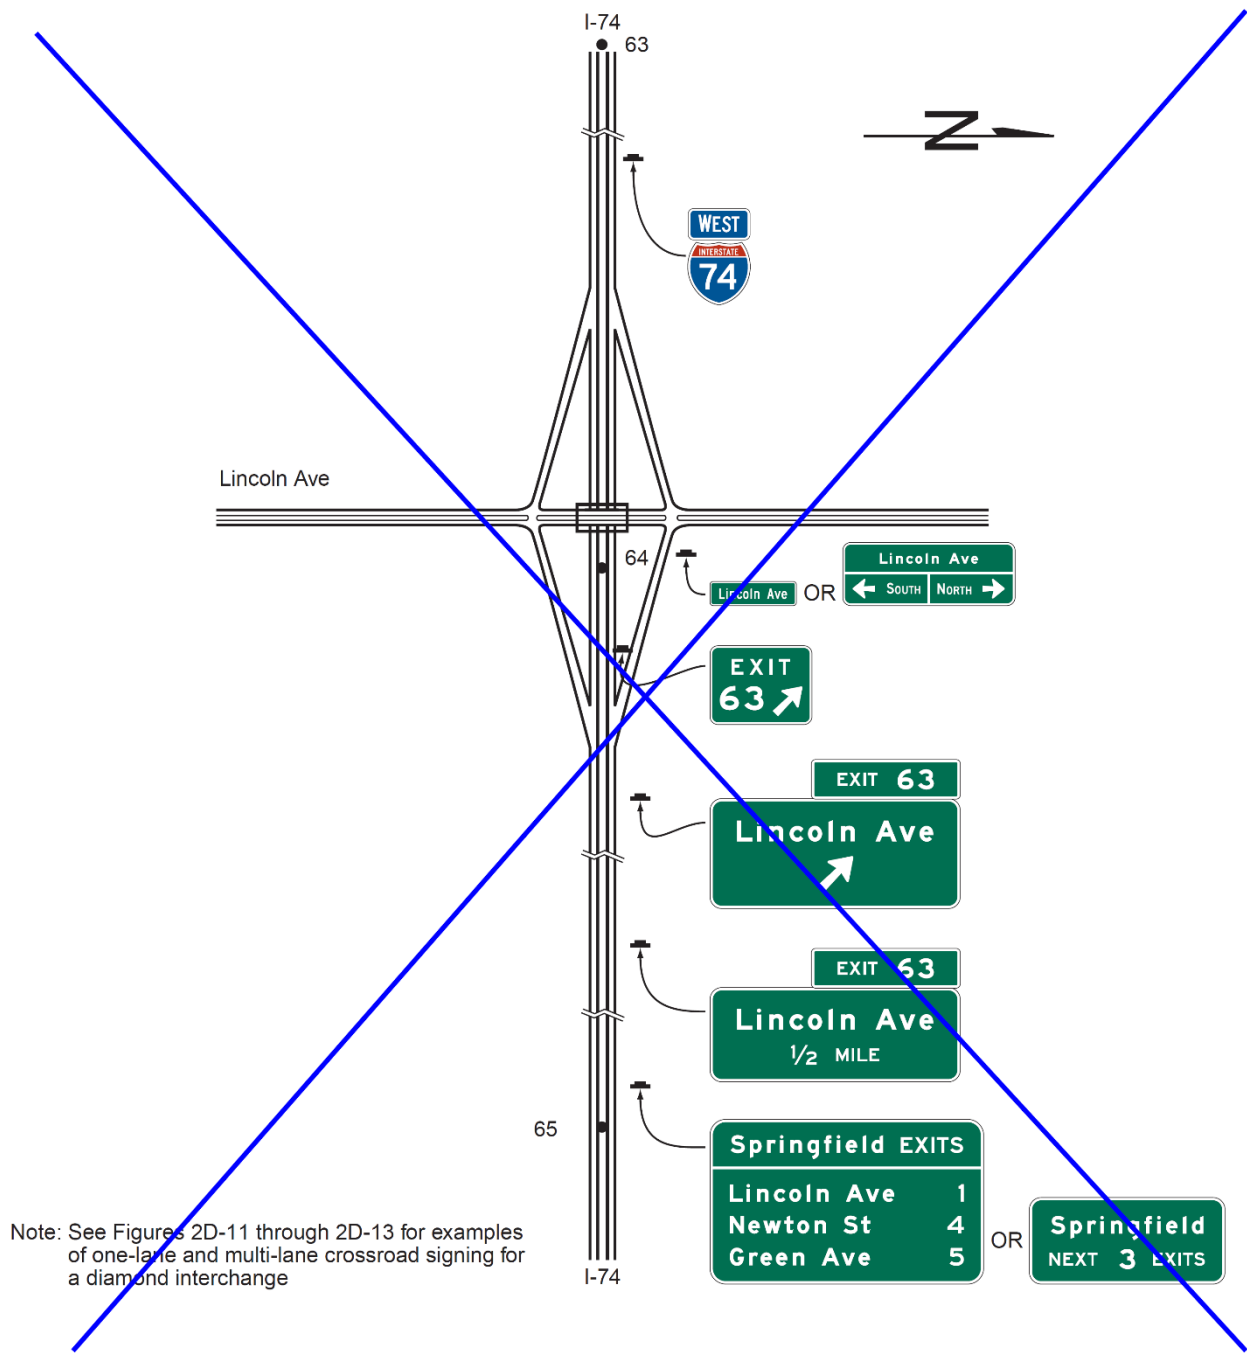 I-74
63
N
WEST
INTERSTATE
74
Lincoln Ave
64
Lincoln Ave
OR
Lincoln Ave
SOUTH
NORTH
EXIT
63
EXIT 63
Lincoln Ave
EXIT 63
Lincoln Ave
1/2 MILE
65
Springfield EXITS
Lincoln Ave 1
Newton St 4
Green Ave 5
OR
Springfield
NEXT 3 EXITS
Note: See Figures 2D-11 through 2D-13 for examples
of one-lane and multi-lane crossroad signing for
a diamond interchange
I-74